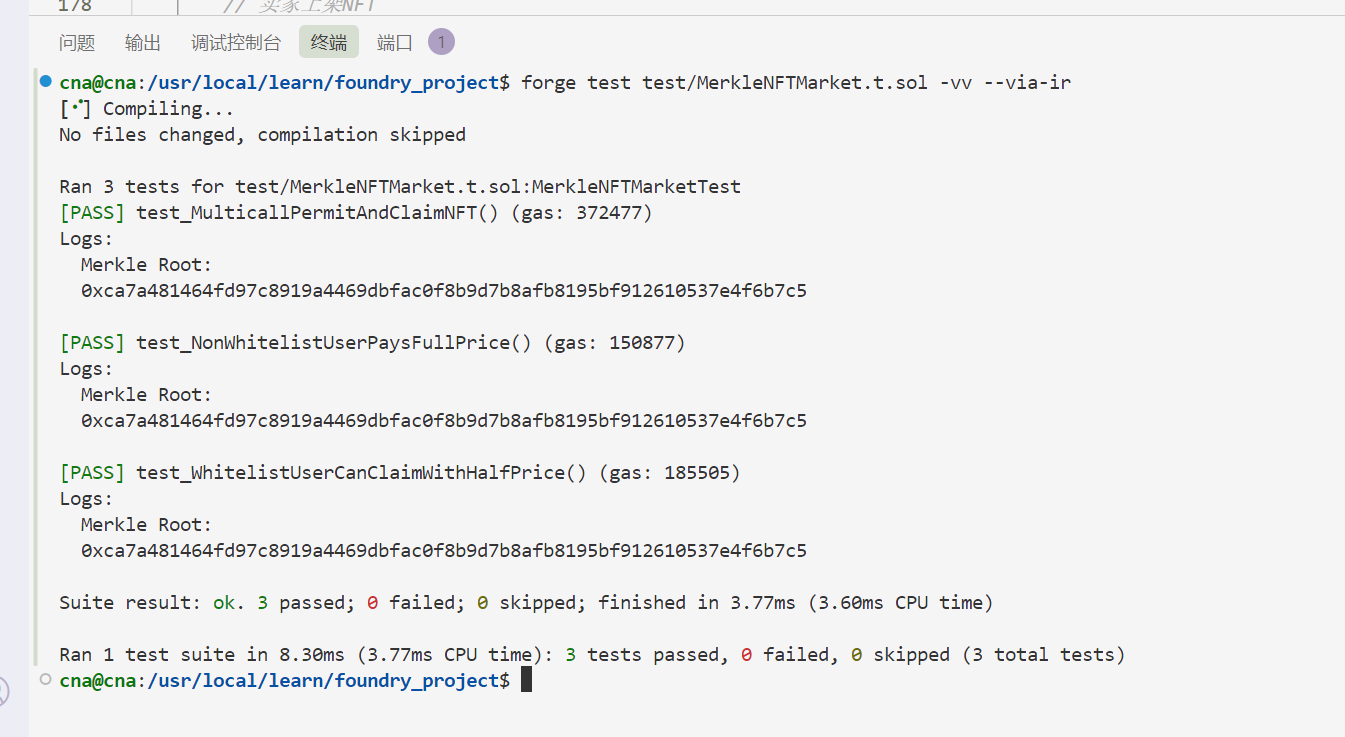 178 // 卖家上架NFT
问题 输出 调试控制台 终端 端口 1
cna@cna:/usr/local/learn/foundry_project$ forge test test/MerkleNFTMarket.t.sol -vv --via-ir
[⠊] Compiling...
No files changed, compilation skipped
Ran 3 tests for test/MerkleNFTMarket.t.sol:MerkleNFTMarketTest
[PASS] test_MulticallPermitAndClaimNFT() (gas: 372477)
Logs:
Merkle Root:
0xca7a481464fd97c8919a4469dbfac0f8b9d7b8afb8195bf912610537e4f6b7c5
[PASS] test_NonWhitelistUserPaysFullPrice() (gas: 150877)
Logs:
Merkle Root:
0xca7a481464fd97c8919a4469dbfac0f8b9d7b8afb8195bf912610537e4f6b7c5
[PASS] test_WhitelistUserCanClaimWithHalfPrice() (gas: 185505)
Logs:
Merkle Root:
0xca7a481464fd97c8919a4469dbfac0f8b9d7b8afb8195bf912610537e4f6b7c5
Suite result: ok. 3 passed; 0 failed; 0 skipped; finished in 3.77ms (3.60ms CPU time)
Ran 1 test suite in 8.30ms (3.77ms CPU time): 3 tests passed, 0 failed, 0 skipped (3 total tests)
cna@cna:/usr/local/learn/foundry_project$